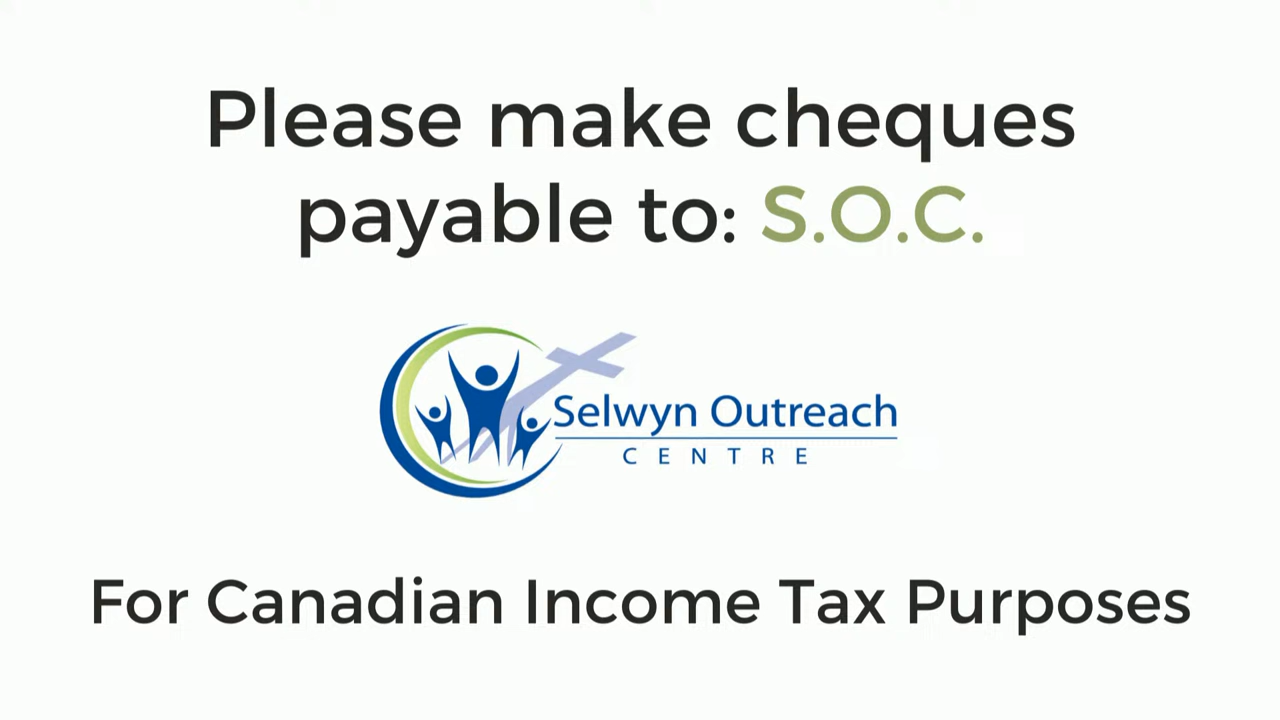 Please make cheques
payable to: S.O.C.
Selwyn Outreach
CENTRE
For Canadian Income Tax Purposes